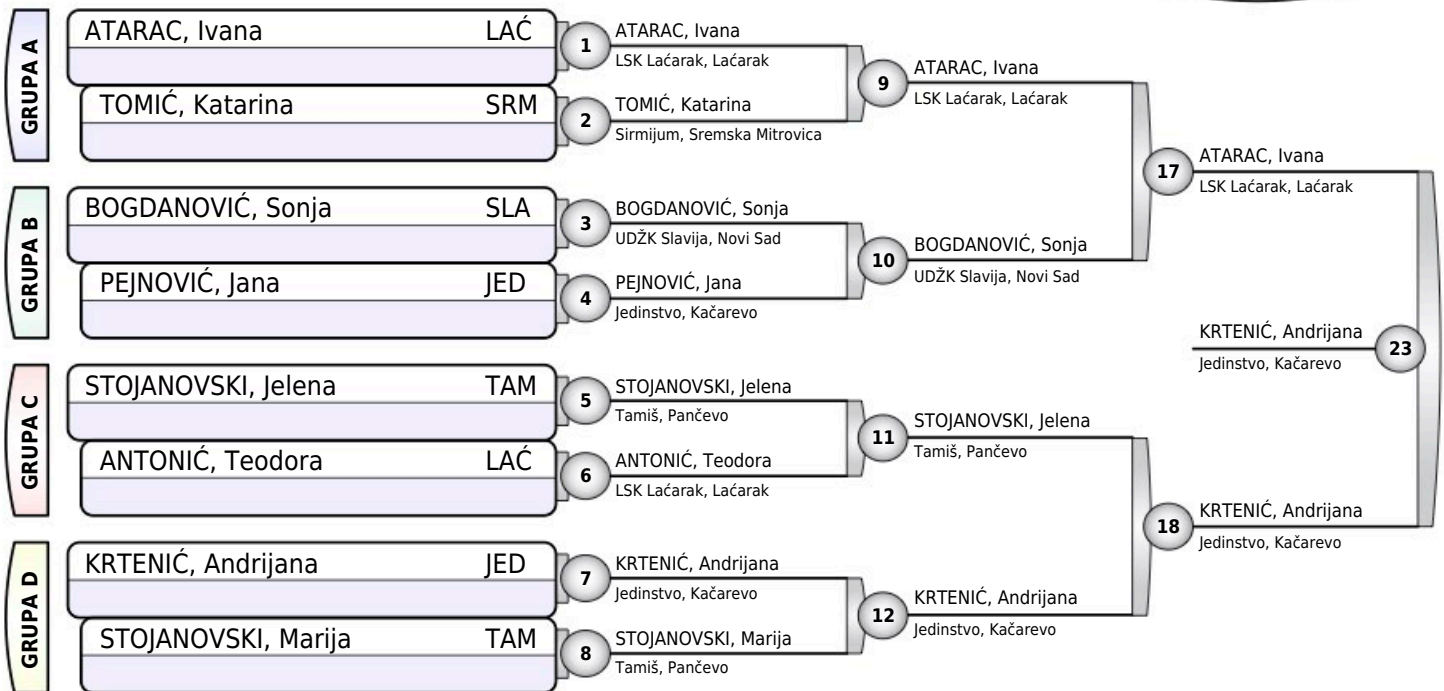 GRUPA A
ATARAC, Ivana LAĆ
TOMIĆ, Katarina SRM
GRUPA B
BOGDANOVIĆ, Sonja SLA
PEJNOVIĆ, Jana JED
GRUPA C
STOJANOVSKI, Jelena TAM
ANTONIĆ, Teodora LAĆ
GRUPA D
KRTENIĆ, Andrijana JED
STOJANOVSKI, Marija TAM
1
ATARAC, Ivana
LSK Laćarak, Laćarak
2
TOMIĆ, Katarina
Sirmijum, Sremska Mitrovica
3
BOGDANOVIĆ, Sonja
UDŽK Slavija, Novi Sad
4
PEJNOVIĆ, Jana
Jedinstvo, Kačarevo
5
STOJANOVSKI, Jelena
Tamiš, Pančevo
6
ANTONIĆ, Teodora
LSK Laćarak, Laćarak
7
KRTENIĆ, Andrijana
Jedinstvo, Kačarevo
8
STOJANOVSKI, Marija
Tamiš, Pančevo
9
ATARAC, Ivana
LSK Laćarak, Laćarak
10
BOGDANOVIĆ, Sonja
UDŽK Slavija, Novi Sad
11
STOJANOVSKI, Jelena
Tamiš, Pančevo
12
KRTENIĆ, Andrijana
Jedinstvo, Kačarevo
17
ATARAC, Ivana
LSK Laćarak, Laćarak
18
KRTENIĆ, Andrijana
Jedinstvo, Kačarevo
KRTENIĆ, Andrijana
Jedinstvo, Kačarevo
23